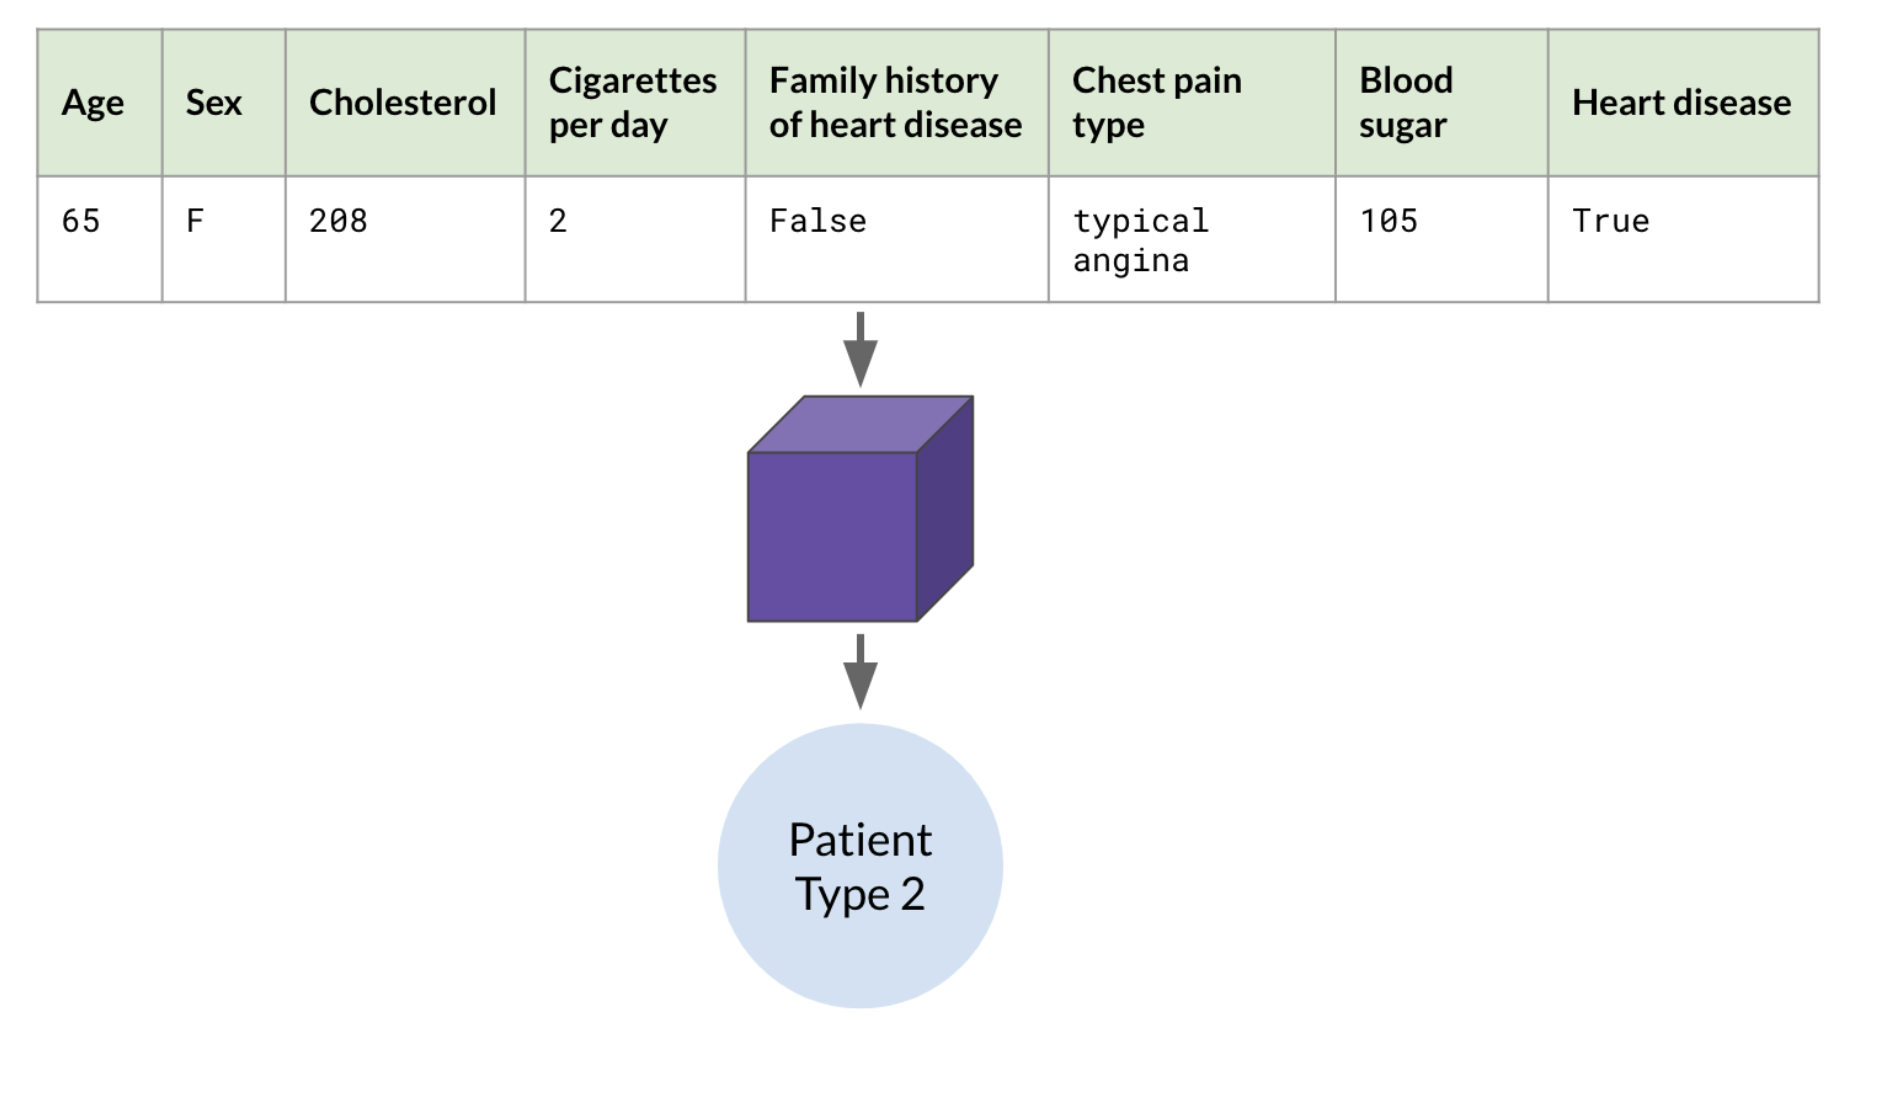 Age Sex Cholesterol Cigarettes per day Family history of heart disease Chest pain type Blood sugar Heart disease
65 F 208 2 False typical angina 105 True
Patient
Type 2